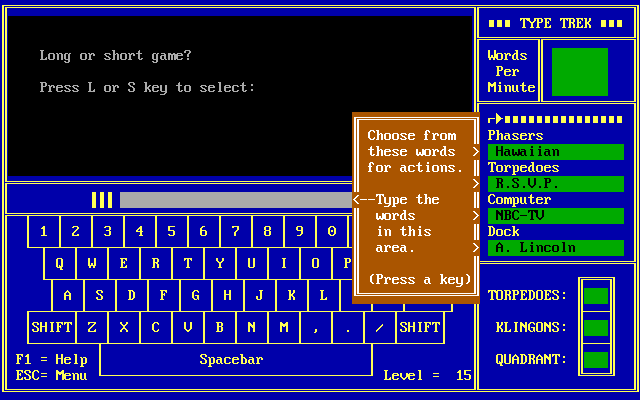 TYPE TREK
Long or short game?
Press L or S key to select:
Words
Per
Minute
Choose from
these words
for actions.
<--Type the
words
in this
area.
(Press a key)
Phasers
Hawaiian
Torpedoes
R.S.V.P.
Computer
NBC-TV
Dock
A. Lincoln
1 2 3 4 5 6 7 8 9 0
Q W E R T Y U I O P
A S D F G H J K L
SHIFT Z X C V B N M , . / SHIFT
Spacebar
F1 = Help
ESC= Menu
Level = 15
TORPEDOES:
KLINGONS:
QUADRANT: